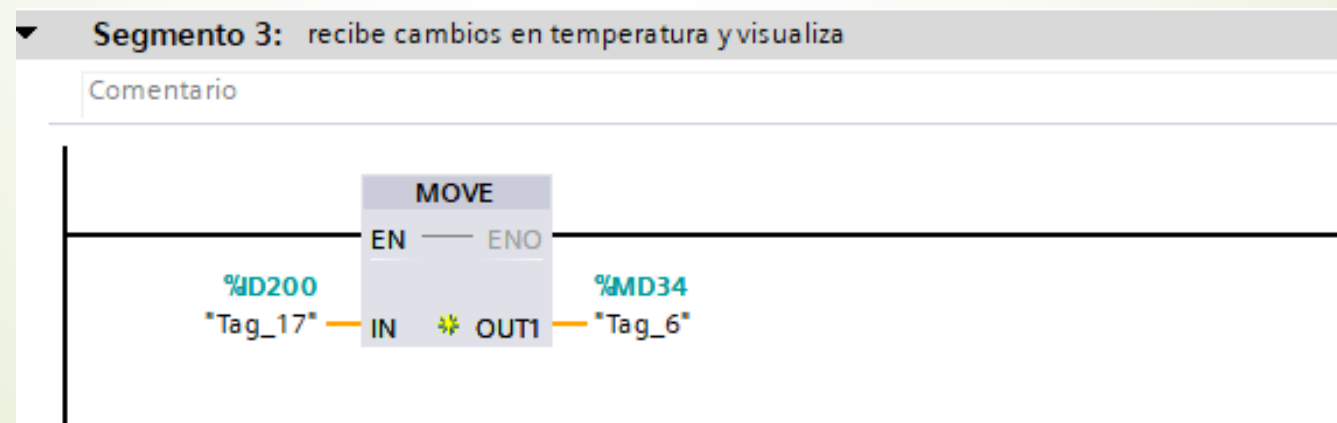 Segmento 3: recibe cambios en temperatura y visualiza
Comentario
MOVE
EN ENO
%ID200 %MD34
"Tag_17" IN OUT1 "Tag_6"